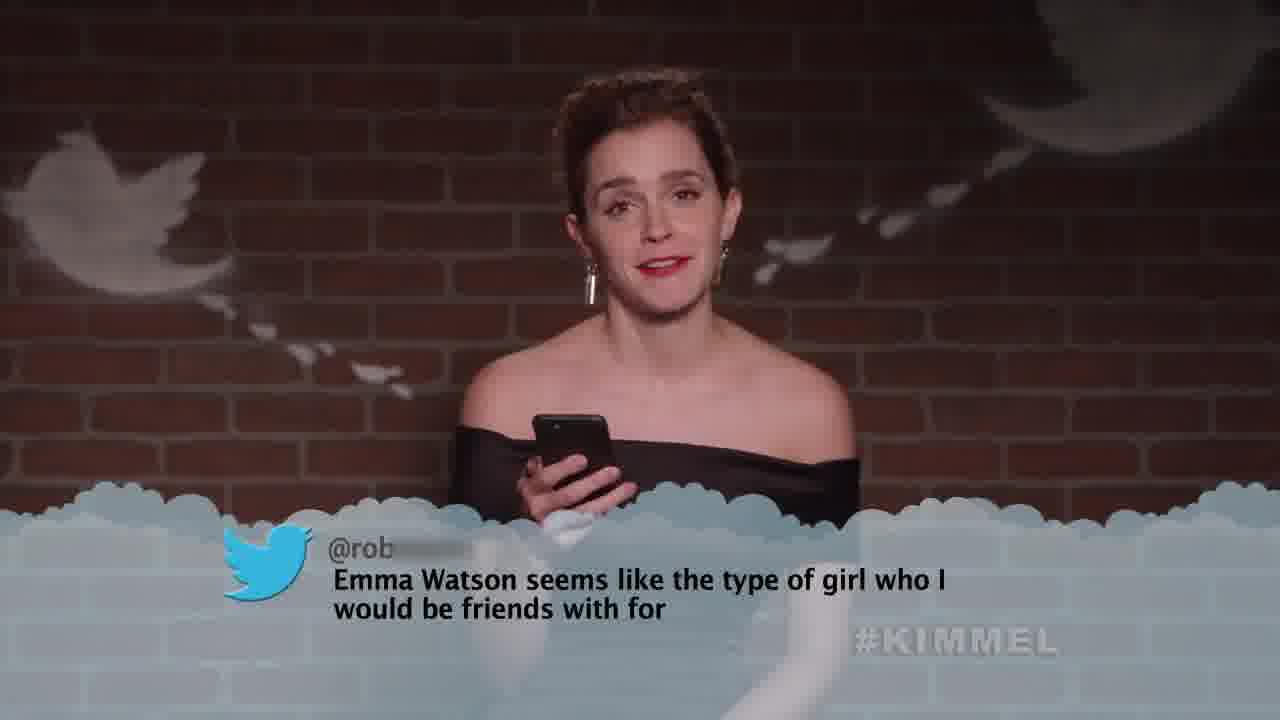 @rob
Emma Watson seems like the type of girl who I
would be friends with for
#KIMMEL